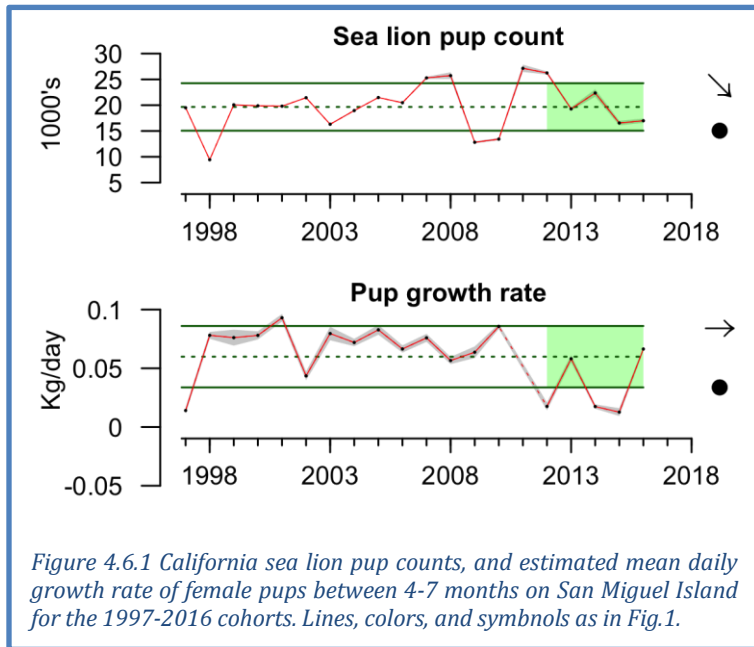 Sea lion pup count
1000's
30
25
20
15
10
5
1998 2003 2008 2013 2018
Pup growth rate
Kg/day
0.1
0.05
0
-0.05
1998 2003 2008 2013 2018
Figure 4.6.1 California sea lion pup counts, and estimated mean daily
growth rate of female pups between 4-7 months on San Miguel Island
for the 1997-2016 cohorts. Lines, colors, and symbnols as in Fig.1.